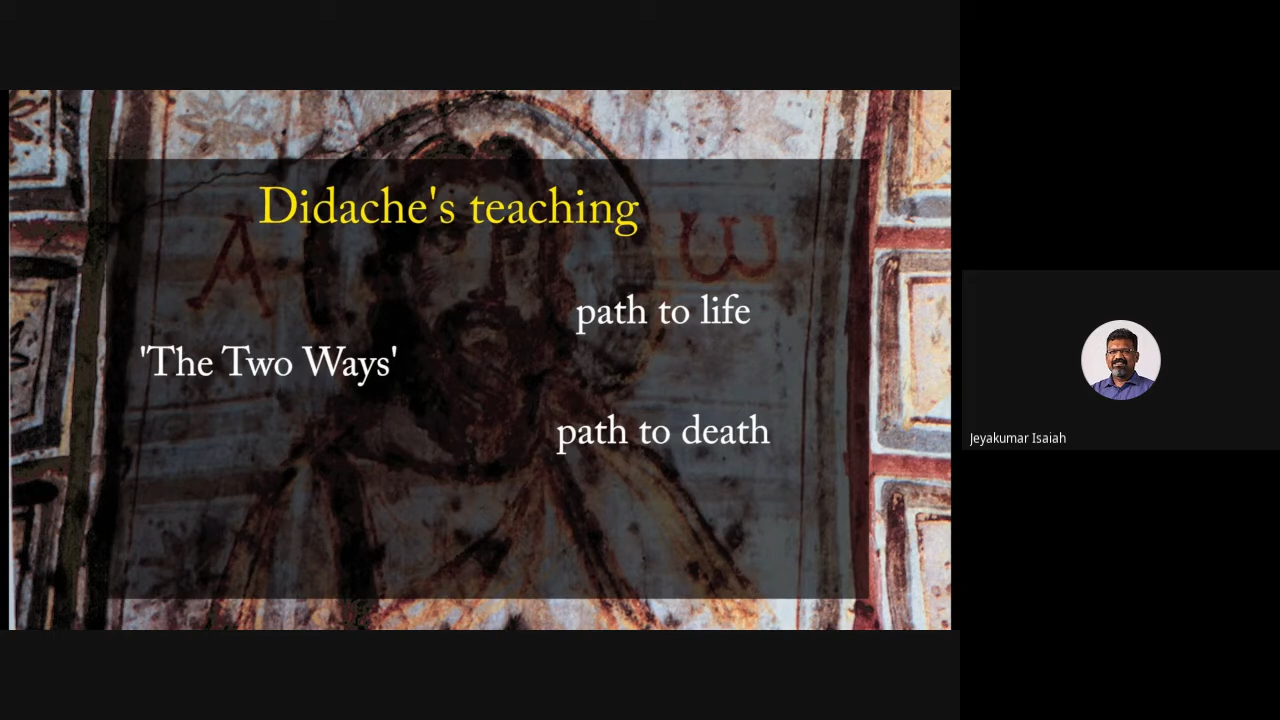 Didache's teaching
Α ω
path to life
'The Two Ways'
path to death
Jeyakumar Isaiah